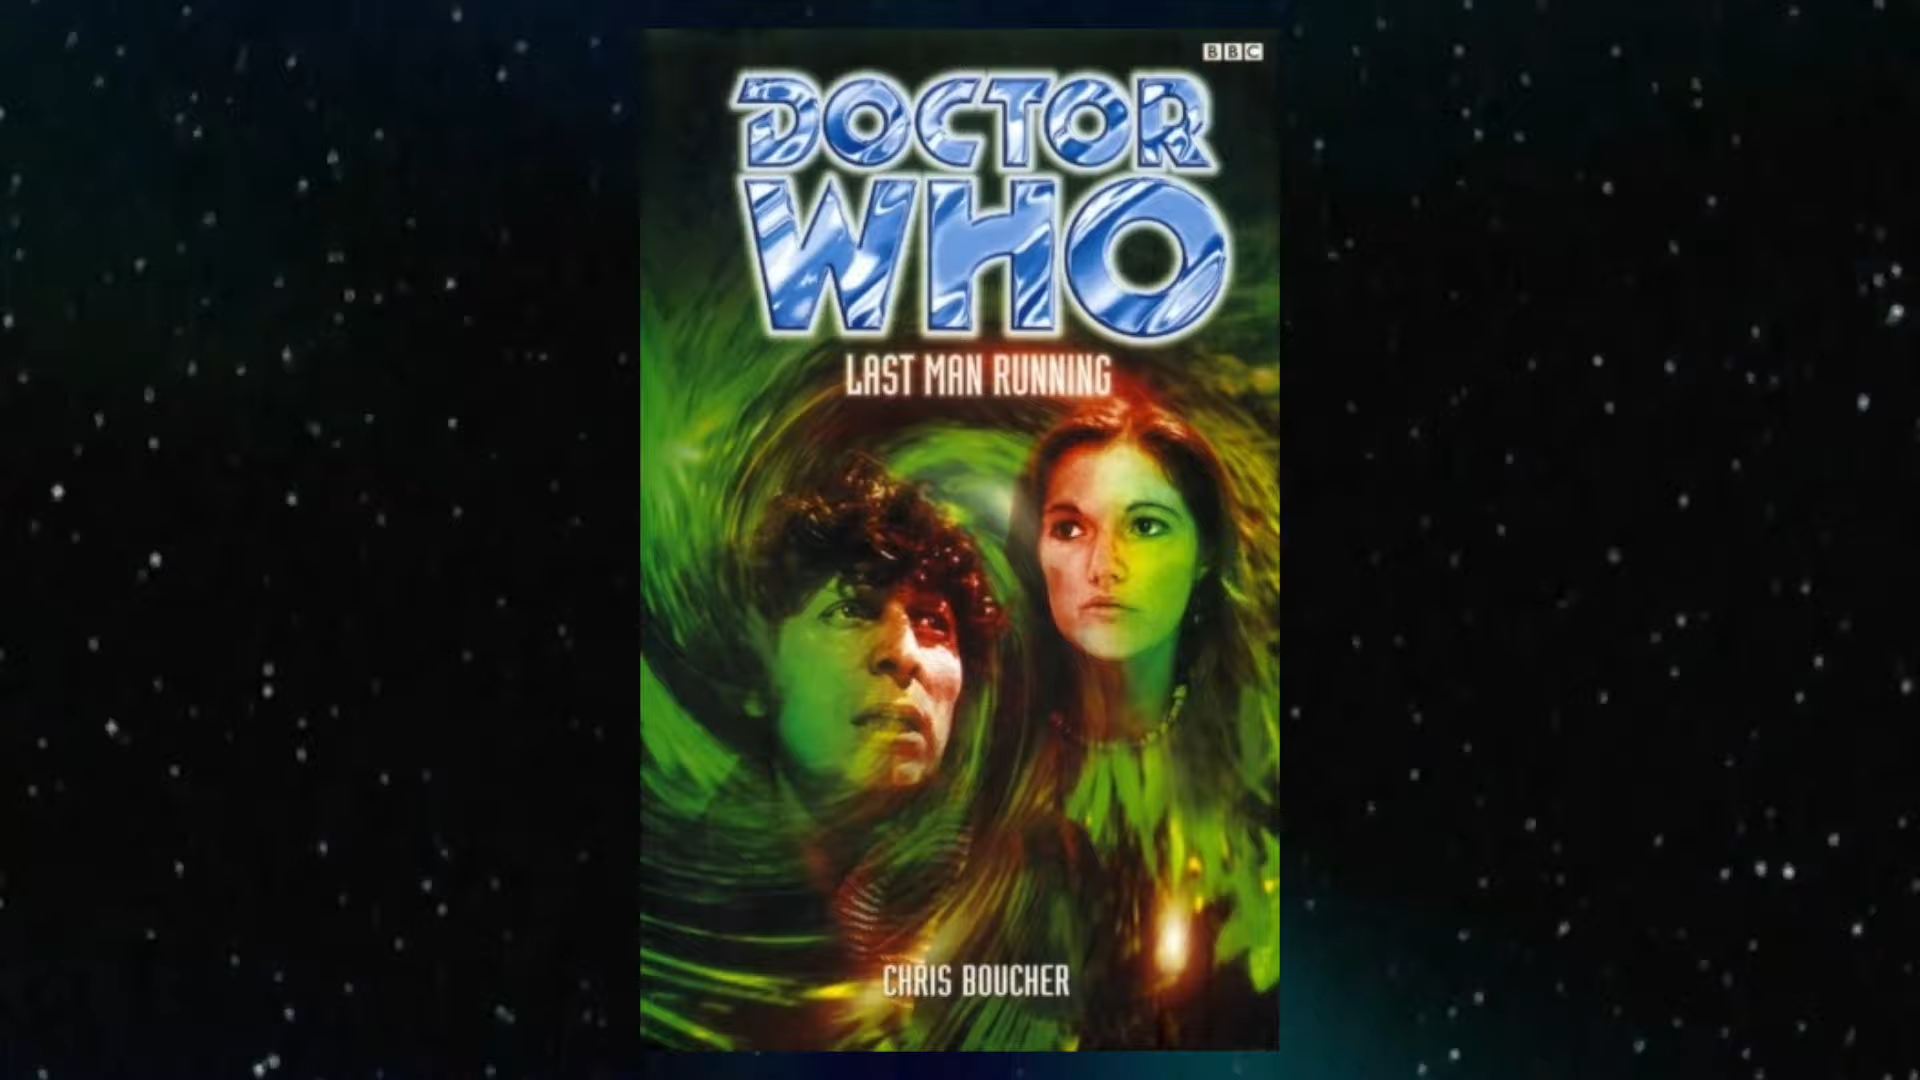 BBC
DOCTOR
WHO
LAST MAN RUNNING
CHRIS BOUCHER